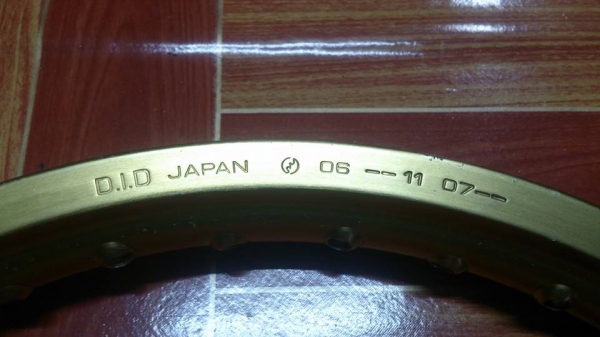 D.I.D JAPAN 06 -- 11 07--